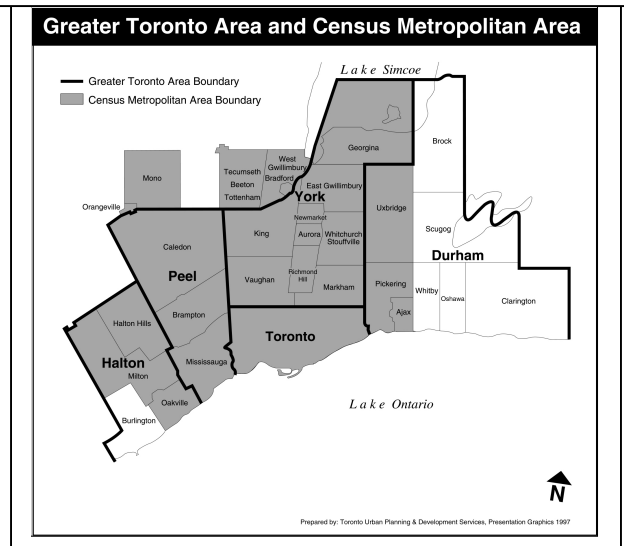 Greater Toronto Area and Census Metropolitan Area
Lake Simcoe
Greater Toronto Area Boundary
Census Metropolitan Area Boundary
Brock
Georgina
West
Gwillimbury
Bradford
Tecumseth
Beeton
Tottenham
Mono
East Gwillimbury
York
Orangeville
Uxbridge
Newmarket
Scugog
King
Aurora
Whitchurch
Stouffville
Caledon
Durham
Peel
Richmond
Hill
Vaughan
Markham
Pickering
Whitby
Oshawa
Clarington
Ajax
Brampton
Halton Hills
Toronto
Halton
Milton
Mississauga
Oakville
Burlington
Lake Ontario
N
Prepared by: Toronto Urban Planning & Development Services, Presentation Graphics 1997